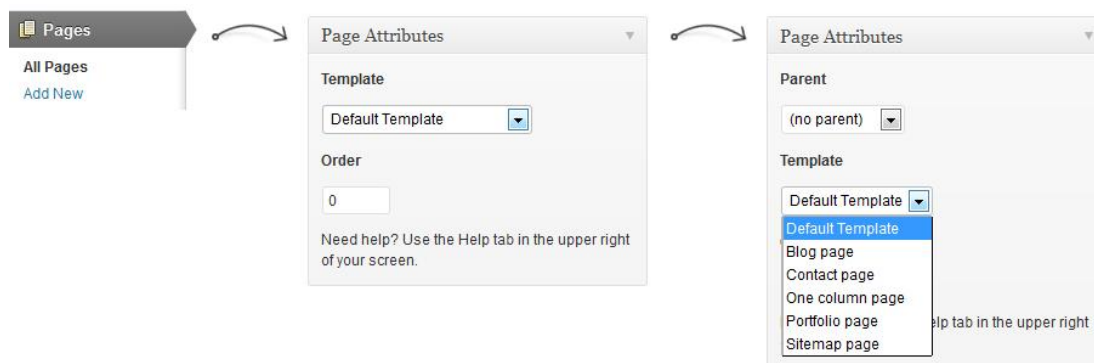 Pages
All Pages
Add New
Page Attributes
Template
Default Template
Order
0
Need help? Use the Help tab in the upper right
of your screen.
Page Attributes
Parent
(no parent)
Template
Default Template
Default Template
Blog page
Contact page
One column page
Portfolio page
Sitemap page
tab in the upper right